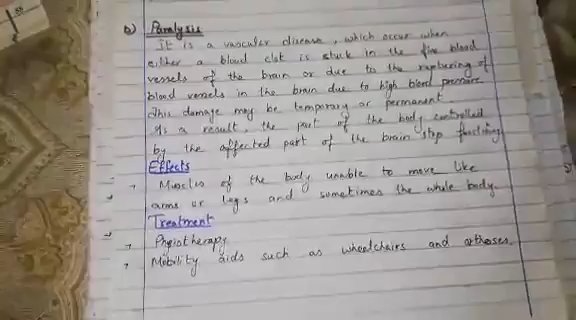 b) Paralysis
It is a vascular disease, which occur when
either a blood clot is stuck in the fine blood
vessels of the brain or due to the rupturing of
blood vessels in the brain due to high blood pressure
This damage may be temporary or permanent
As a result, the part of the body controlled
by the affected part of the brain stop functioning
Effects
→ Muscles of the body unable to move like
arms or legs and sometimes the whole body.
Treatment
→ Physiotherapy
→ Mobility aids such as wheelchairs and orthoses.